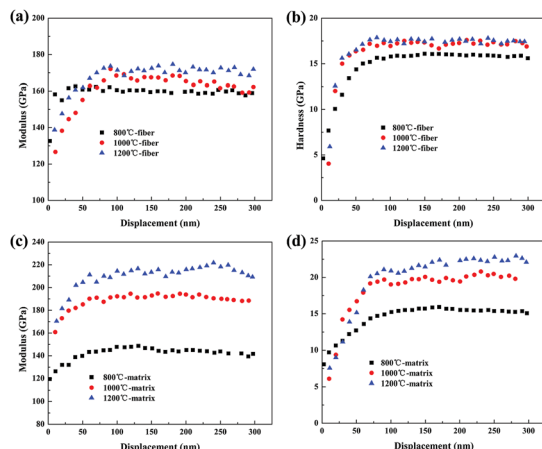 (a)
Modulus (GPa)
200
180
160
140
120
100
800℃-fiber
1000℃-fiber
1200℃-fiber
0 50 100 150 200 250 300
Displacement (nm)
(b)
Hardness (GPa)
20
15
10
5
0
800℃-fiber
1000℃-fiber
1200℃-fiber
0 50 100 150 200 250 300
Displacement (nm)
(c)
Modulus (GPa)
240
220
200
180
160
140
120
100
80
800℃-matrix
1000℃-matrix
1200℃-matrix
0 50 100 150 200 250 300
Displacement (nm)
(d)
Modulus (GPa)
25
20
15
10
5
0
800℃-matrix
1000℃-matrix
1200℃-matrix
0 50 100 150 200 250 300
Displacement (nm)